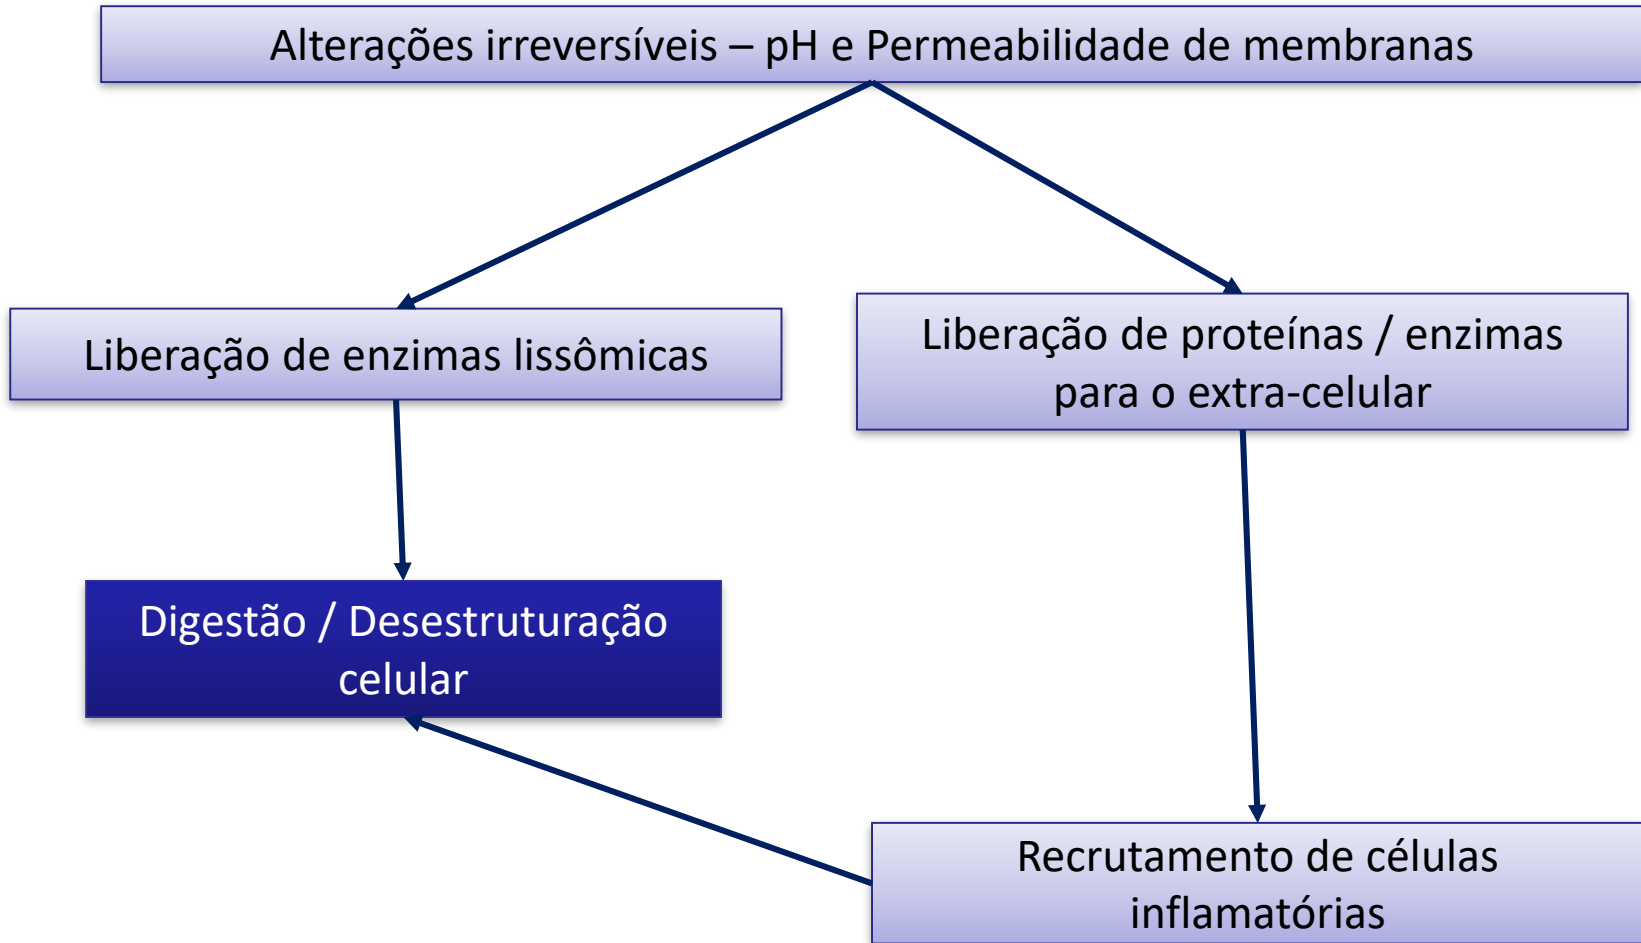 Alterações irreversíveis – pH e Permeabilidade de membranas
Liberação de enzimas lissômicas
Liberação de proteínas / enzimas
para o extra-celular
Digestão / Desestruturação
celular
Recrutamento de células
inflamatórias